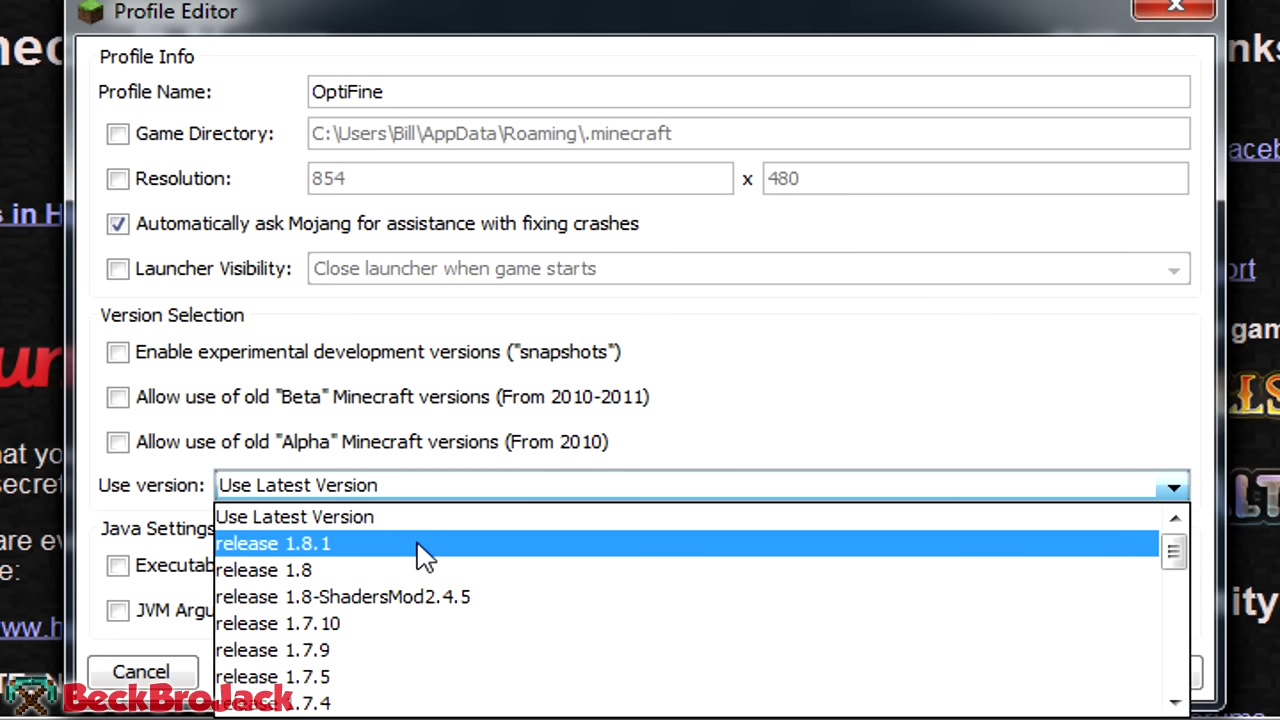 Profile Editor
Profile Info
Profile Name: OptiFine
Game Directory: C:\Users\Bill\AppData\Roaming\.minecraft
Resolution: 854 x 480
Automatically ask Mojang for assistance with fixing crashes
Launcher Visibility: Close launcher when game starts
Version Selection
Enable experimental development versions ("snapshots")
Allow use of old "Beta" Minecraft versions (From 2010-2011)
Allow use of old "Alpha" Minecraft versions (From 2010)
Use version: Use Latest Version
Use Latest Version
Java Settings
release 1.8.1
release 1.8
release 1.8-ShadersMod2.4.5
release 1.7.10
release 1.7.9
release 1.7.5
1.7.4
Cancel
BeckBroJack
s in H